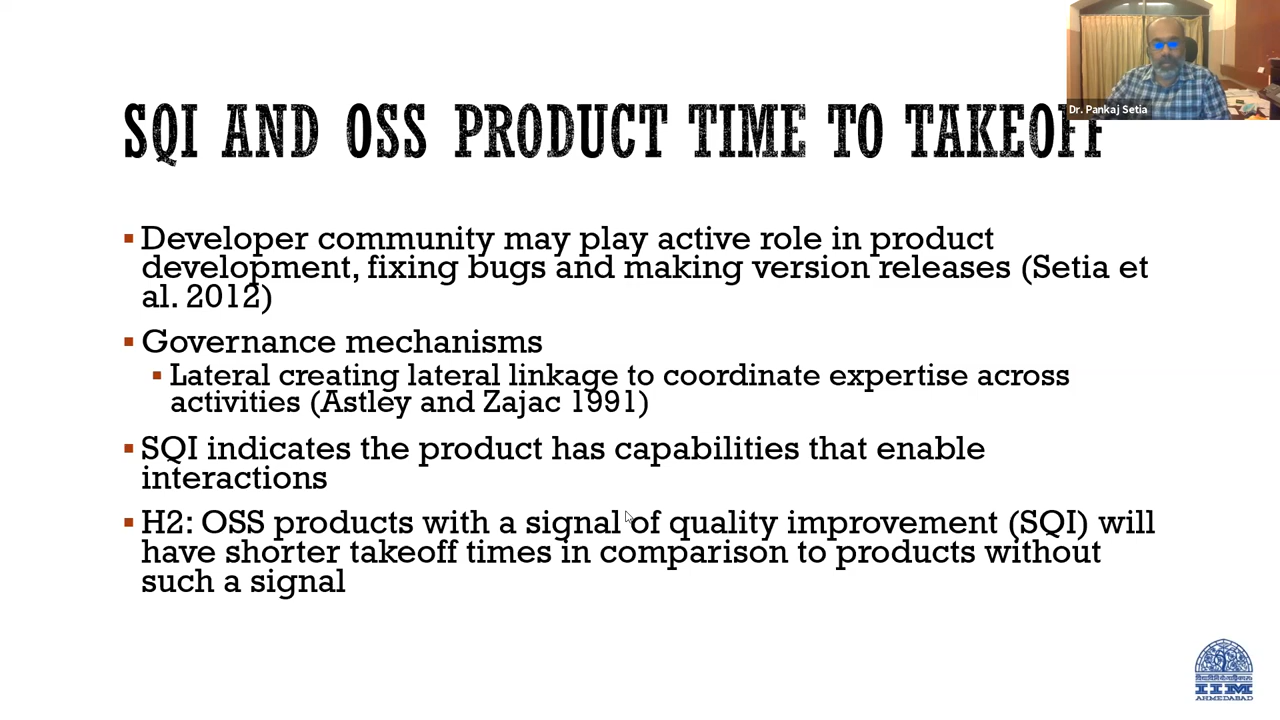 SQI AND OSS PRODUCT TIME TO TAKEOFF
Dr. Pankaj Setia
▪ Developer community may play active role in product
development, fixing bugs and making version releases (Setia et
al. 2012)
▪ Governance mechanisms
▪ Lateral creating lateral linkage to coordinate expertise across
activities (Astley and Zajac 1991)
▪ SQI indicates the product has capabilities that enable
interactions
▪ H2: OSS products with a signal of quality improvement (SQI) will
have shorter takeoff times in comparison to products without
such a signal
IIM
AHMEDABAD